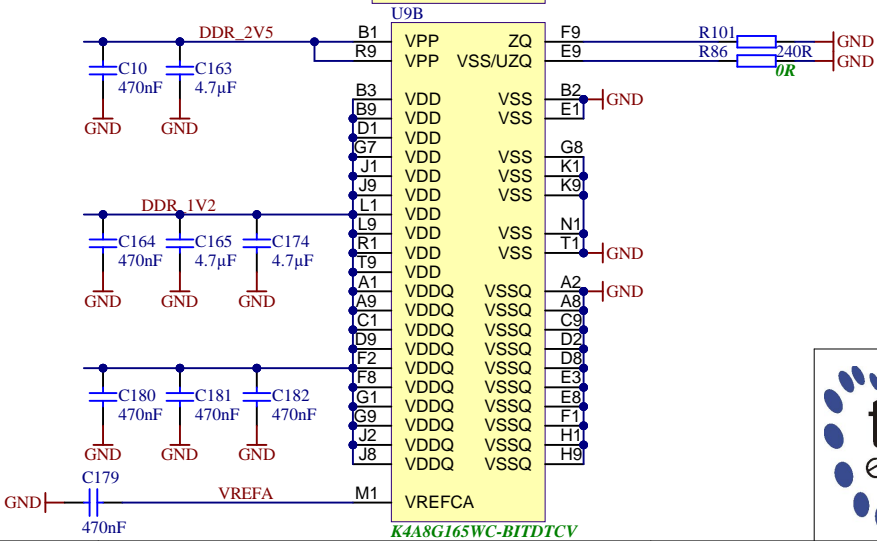 U9B
DDR_2V5 B1 VPP ZQ F9 R101 GND
R9 VPP VSS/UZQ E9 R86 240R GND
0R
C10 C163
470nF 4.7µF
GND GND
B3 VDD VSS B2 GND
B9 VDD VSS E1
D1 VDD
G7 VDD VSS G8
J1 VDD VSS K1
J9 VDD VSS K9
DDR_1V2 L1 VDD
L9 VDD VSS N1
R1 VDD VSS T1 GND
T9 VDD
C164 C165 C174
470nF 4.7µF 4.7µF
GND GND GND
A1 VDDQ VSSQ A2 GND
A9 VDDQ VSSQ A8
C1 VDDQ VSSQ C9
D9 VDDQ VSSQ D2
F2 VDDQ VSSQ D8
F8 VDDQ VSSQ E3
G1 VDDQ VSSQ E8
G9 VDDQ VSSQ F1
J2 VDDQ VSSQ H1
J8 VDDQ VSSQ H9
C180 C181 C182
470nF 470nF 470nF
GND GND GND
C179
GND VREFA M1 VREFCA
470nF
K4A8G165WC-BITDTCV